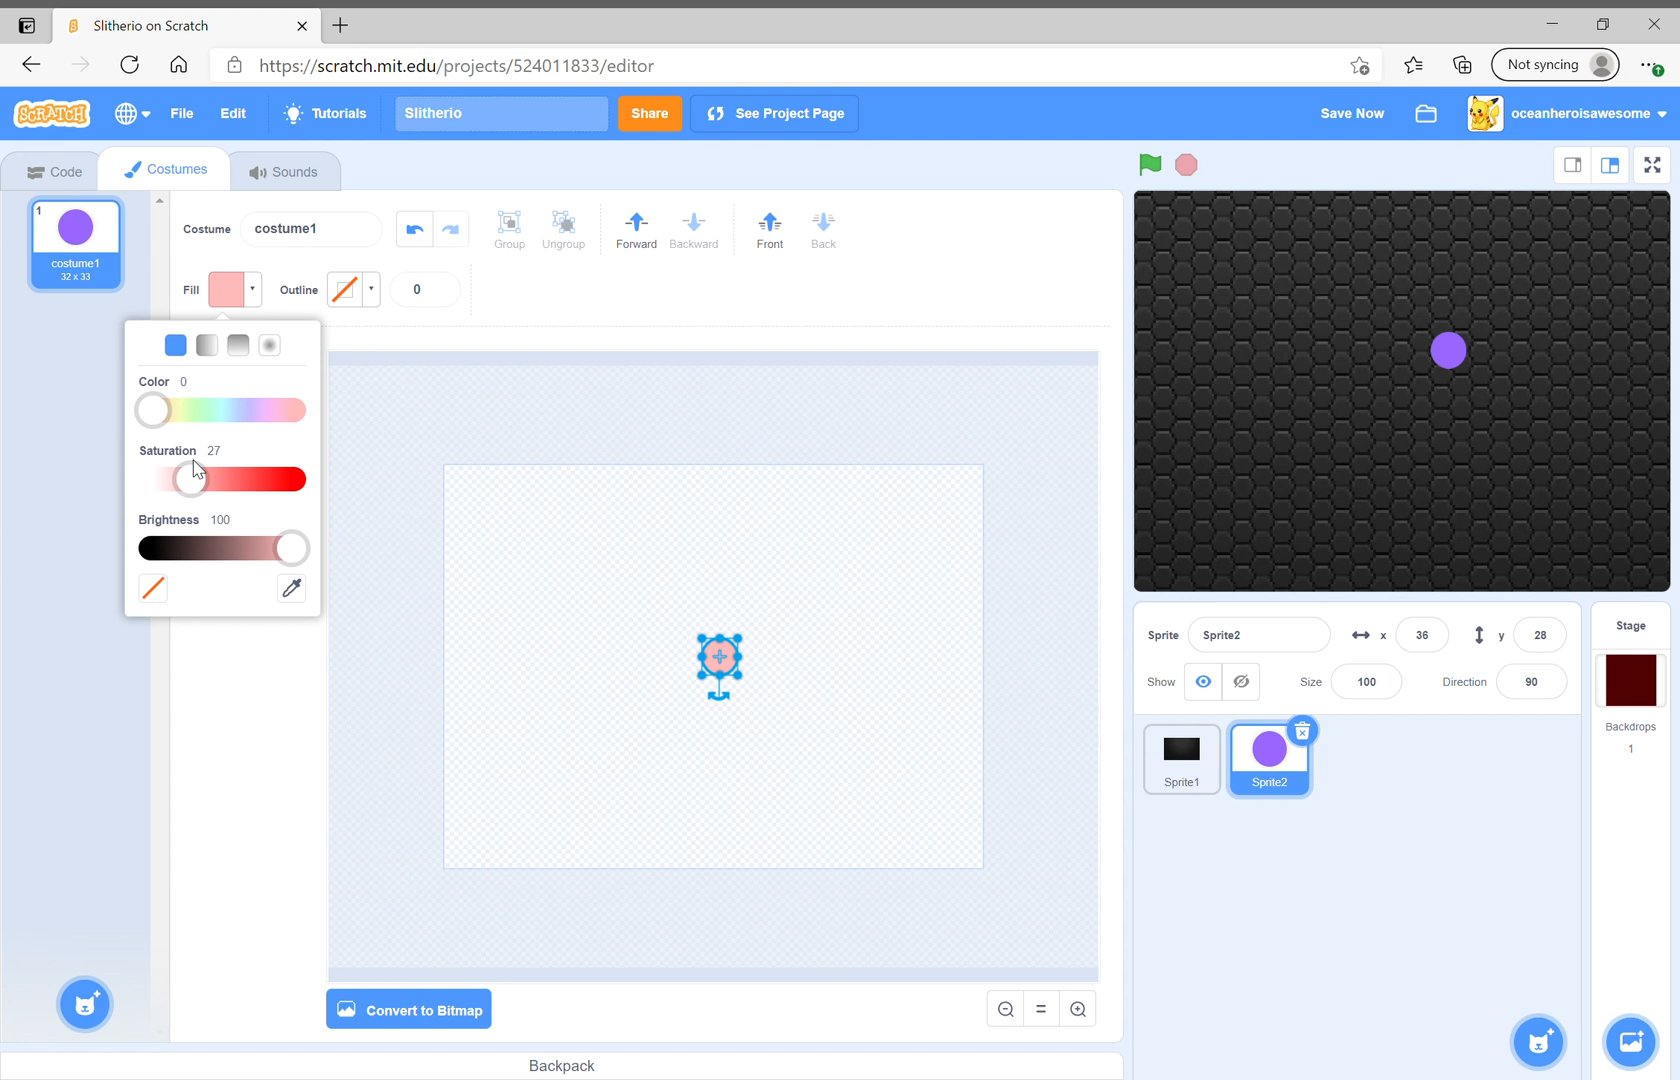 Slitherio on Scratch
https://scratch.mit.edu/projects/524011833/editor
Not syncing
SCRATCH
File
Edit
Tutorials
Slitherio
Share
See Project Page
Save Now
oceanheroisawesome
Code
Costumes
Sounds
1
costume1
32 x 33
Costume
costume1
Group
Ungroup
Forward
Backward
Front
Back
Fill
Outline
0
Color 0
Saturation 27
Brightness 100
Convert to Bitmap
Backpack
Sprite
Sprite2
x
36
y
28
Show
Size
100
Direction
90
Sprite1
Sprite2
Stage
Backdrops
1